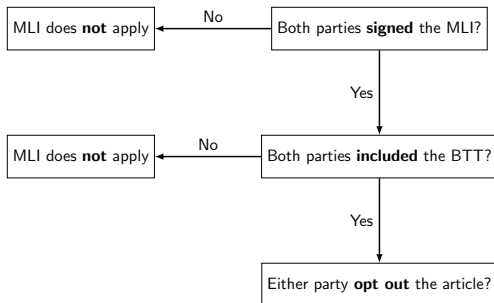 MLI does not apply
No
Both parties signed the MLI?
Yes
MLI does not apply
No
Both parties included the BTT?
Yes
Either party opt out the article?